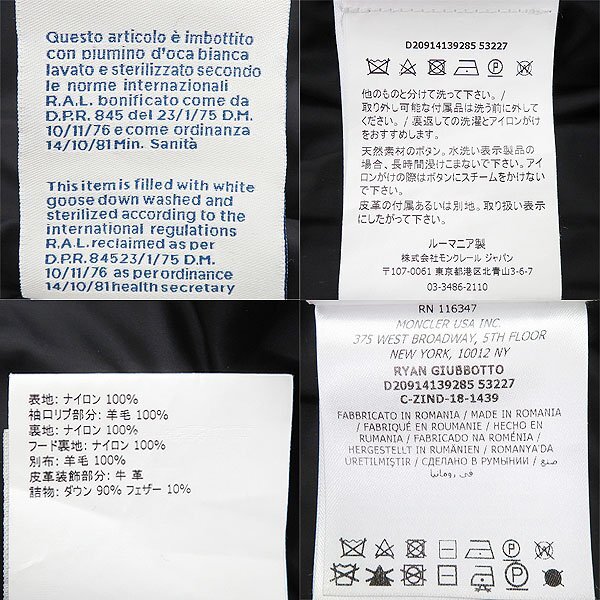 Questo articolo è imbottito
con piumino d'oca bianca
lavato e sterilizzato secondo
le norme internazionali
R.A.L. bonificato come da
D.P.R. 845 del 23/1/75 D.M.
10/11/76 e come ordinanza
14/10/81 Min. Sanità
This item is filled with white
goose down washed and
sterilized according to the
international regulations
R.A.L. reclaimed as per
D.P.R. 84523/1/75 D.M.
10/11/76 as per ordinance
14/10/81 health secretary
D20914139285 53227
他のものと分けて洗って下さい。/
取り外し可能な付属品は洗う前に外して
ください。/ 裏返しての洗濯とアイロンがけ
をおすすめします。
天然素材のボタン。水洗い表示製品の
場合、長時間浸けこまないで下さい。アイ
ロンがけの際はボタンにスチームをかけない
で下さい。
皮革の付属あるいは別地。取り扱い表示
にしたがって下さい。
ルーマニア製
株式会社モンクレール ジャパン
〒107-0061 東京都港区北青山3-6-7
03-3486-2110
表地: ナイロン 100%
袖口リブ部分: 羊毛 100%
裏地: ナイロン 100%
フード裏地: ナイロン 100%
別布: 羊毛 100%
皮革装飾部分: 牛 革
詰物: ダウン 90% フェザー 10%
RN 116347
MONCLER USA INC.
375 WEST BROADWAY, 5TH FLOOR
NEW YORK, 10012 NY
RYAN GIUBBOTTO
D20914139285 53227
C-ZIND-18-1439
FABBRICATO IN ROMANIA / MADE IN ROMANIA
/ FABRIQUÉ EN ROUMANIE / HECHO EN
RUMANIA / FABRICADO NA ROMÉNIA /
HERGESTELLT IN RUMÄNIEN / ROMANYA'DA
ÜRETILMIŞTIR / СДЕЛАНО В РУМЫНИИ / صنع
في رومانيا